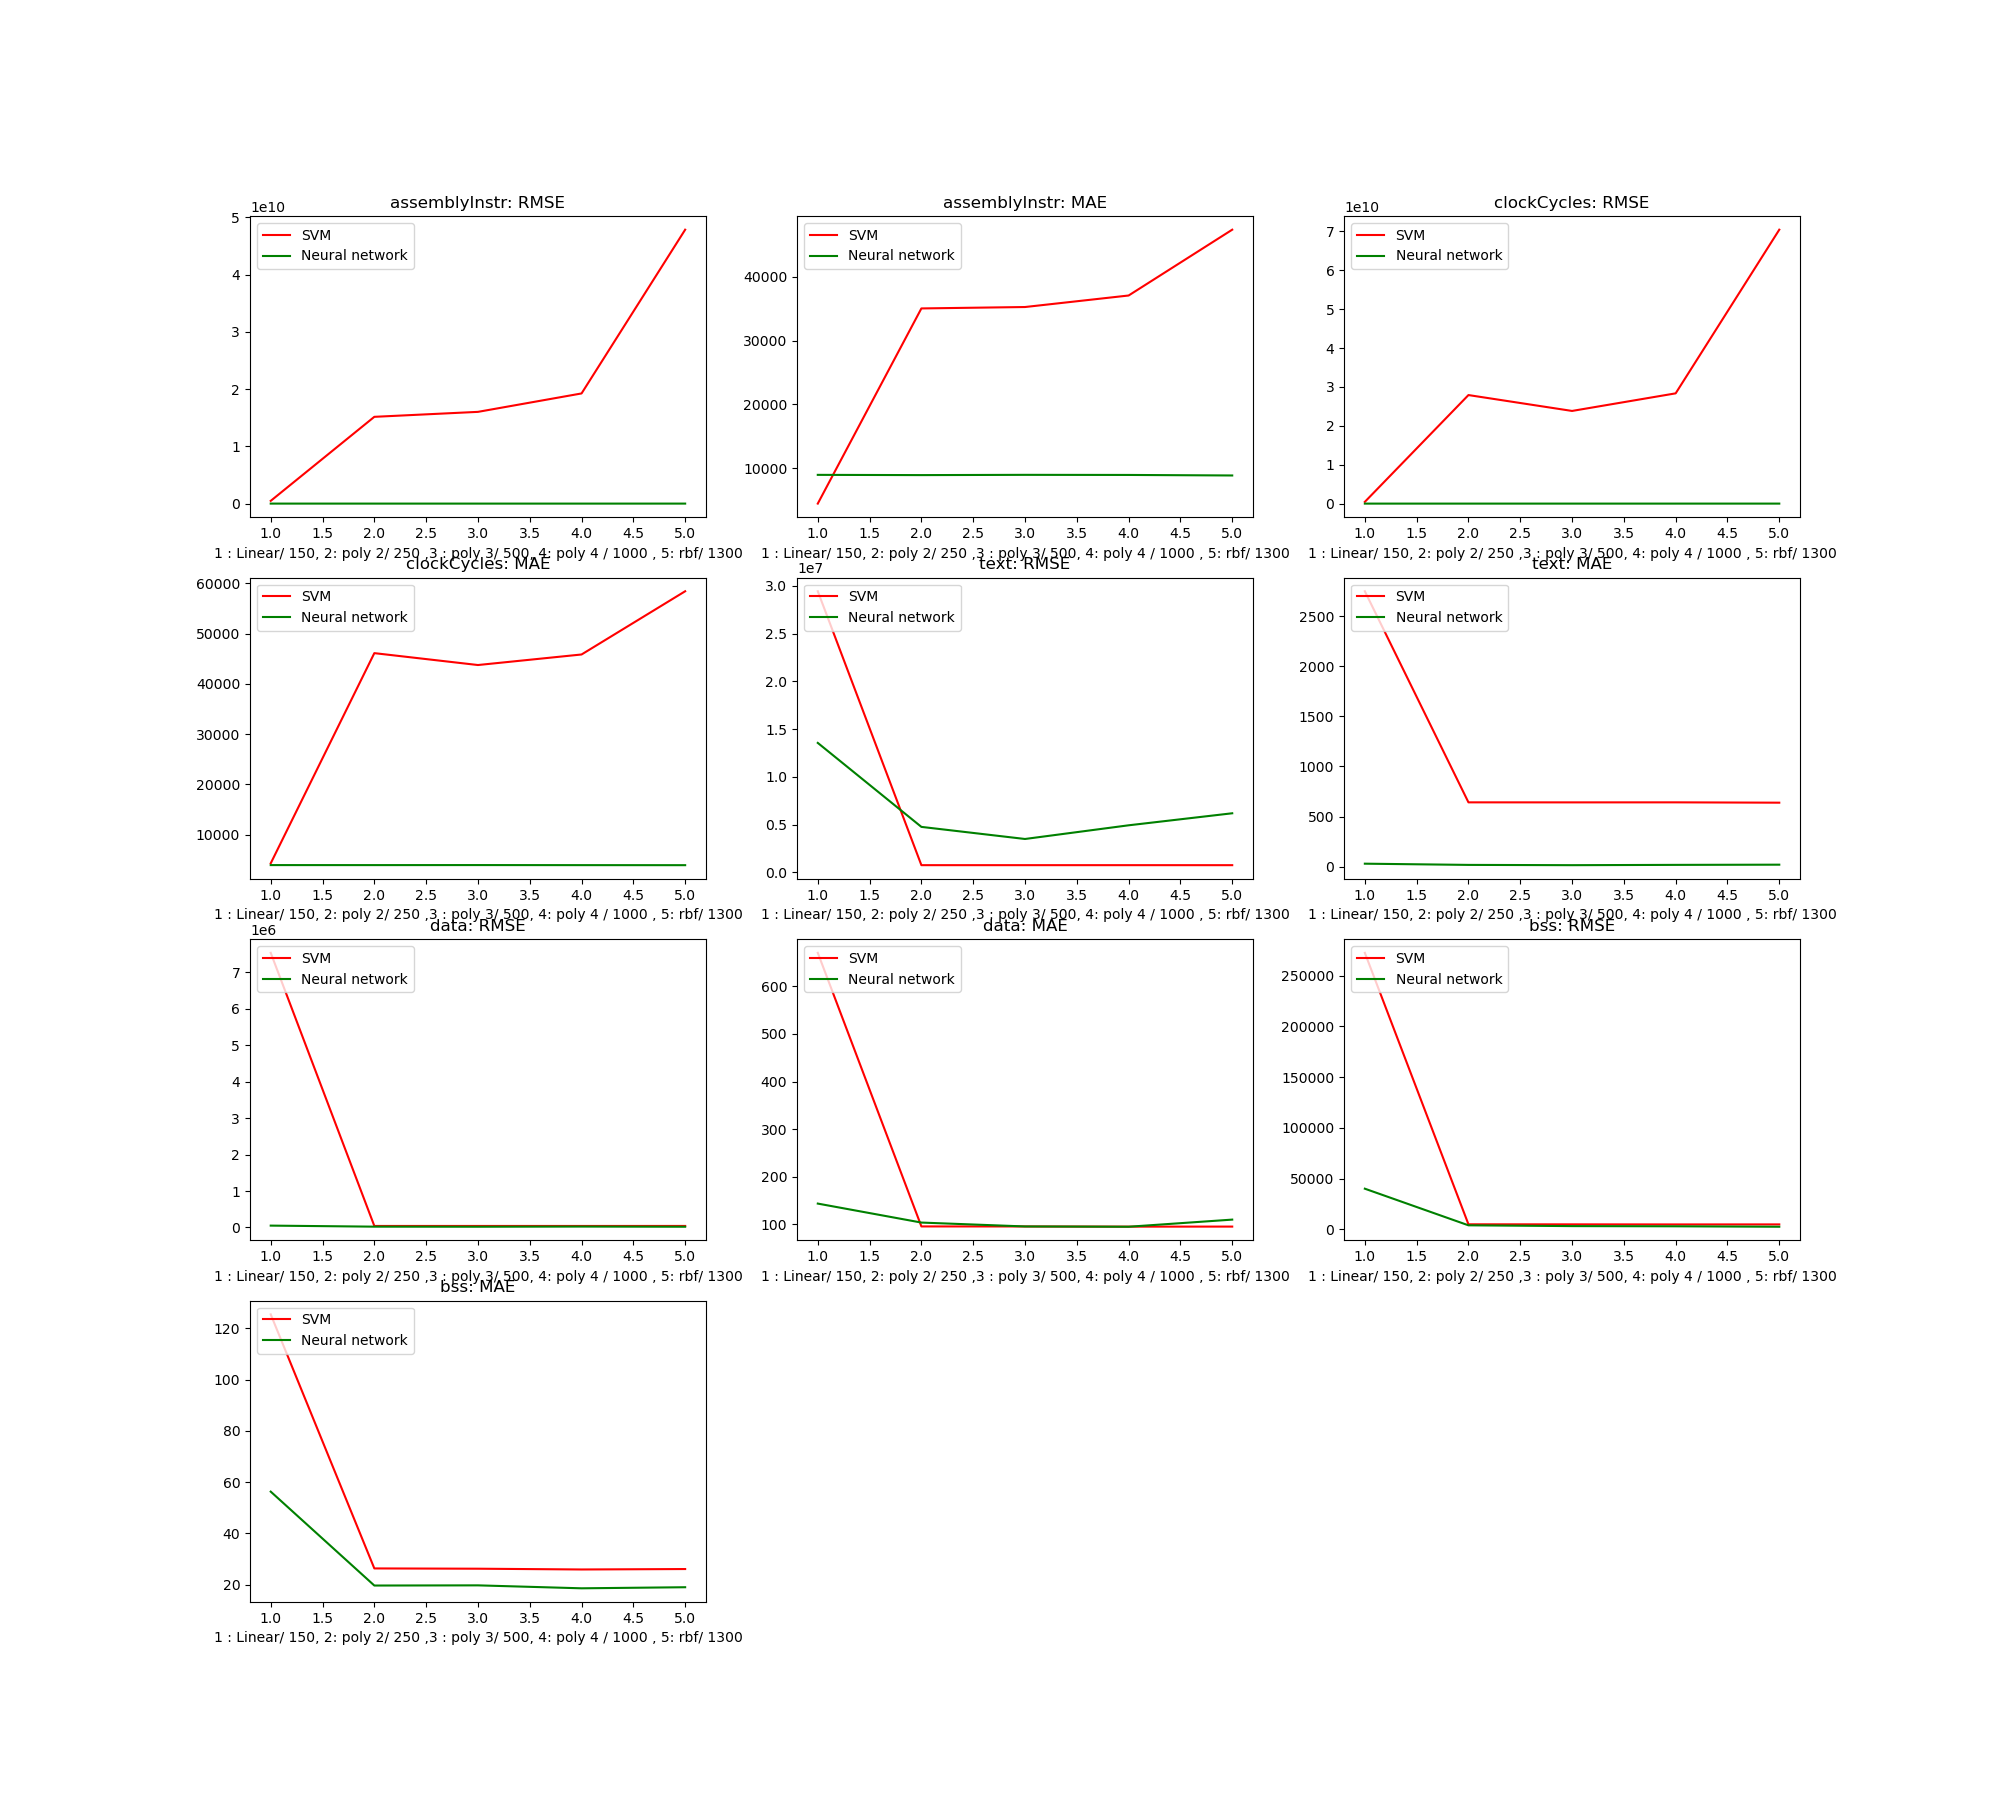 assemblyInstr: RMSE
1e10
5
4
3
2
1
0
SVM
Neural network
1.0 1.5 2.0 2.5 3.0 3.5 4.0 4.5 5.0
1 : Linear/ 150, 2: poly 2/ 250 ,3 : poly 3/ 500, 4: poly 4 / 1000 , 5: rbf/ 1300
assemblyInstr: MAE
40000
30000
20000
10000
SVM
Neural network
1.0 1.5 2.0 2.5 3.0 3.5 4.0 4.5 5.0
1 : Linear/ 150, 2: poly 2/ 250 ,3 : poly 3/ 500, 4: poly 4 / 1000 , 5: rbf/ 1300
clockCycles: RMSE
1e10
7
6
5
4
3
2
1
0
SVM
Neural network
1.0 1.5 2.0 2.5 3.0 3.5 4.0 4.5 5.0
1 : Linear/ 150, 2: poly 2/ 250 ,3 : poly 3/ 500, 4: poly 4 / 1000 , 5: rbf/ 1300
clockCycles: MAE
60000
50000
40000
30000
20000
10000
SVM
Neural network
1.0 1.5 2.0 2.5 3.0 3.5 4.0 4.5 5.0
1 : Linear/ 150, 2: poly 2/ 250 ,3 : poly 3/ 500, 4: poly 4 / 1000 , 5: rbf/ 1300
text: RMSE
1e7
3.0
2.5
2.0
1.5
1.0
0.5
0.0
SVM
Neural network
1.0 1.5 2.0 2.5 3.0 3.5 4.0 4.5 5.0
1 : Linear/ 150, 2: poly 2/ 250 ,3 : poly 3/ 500, 4: poly 4 / 1000 , 5: rbf/ 1300
text: MAE
2500
2000
1500
1000
500
0
SVM
Neural network
1.0 1.5 2.0 2.5 3.0 3.5 4.0 4.5 5.0
1 : Linear/ 150, 2: poly 2/ 250 ,3 : poly 3/ 500, 4: poly 4 / 1000 , 5: rbf/ 1300
data: RMSE
1e6
7
6
5
4
3
2
1
0
SVM
Neural network
1.0 1.5 2.0 2.5 3.0 3.5 4.0 4.5 5.0
1 : Linear/ 150, 2: poly 2/ 250 ,3 : poly 3/ 500, 4: poly 4 / 1000 , 5: rbf/ 1300
data: MAE
600
500
400
300
200
100
SVM
Neural network
1.0 1.5 2.0 2.5 3.0 3.5 4.0 4.5 5.0
1 : Linear/ 150, 2: poly 2/ 250 ,3 : poly 3/ 500, 4: poly 4 / 1000 , 5: rbf/ 1300
bss: RMSE
250000
200000
150000
100000
50000
0
SVM
Neural network
1.0 1.5 2.0 2.5 3.0 3.5 4.0 4.5 5.0
1 : Linear/ 150, 2: poly 2/ 250 ,3 : poly 3/ 500, 4: poly 4 / 1000 , 5: rbf/ 1300
bss: MAE
120
100
80
60
40
20
SVM
Neural network
1.0 1.5 2.0 2.5 3.0 3.5 4.0 4.5 5.0
1 : Linear/ 150, 2: poly 2/ 250 ,3 : poly 3/ 500, 4: poly 4 / 1000 , 5: rbf/ 1300